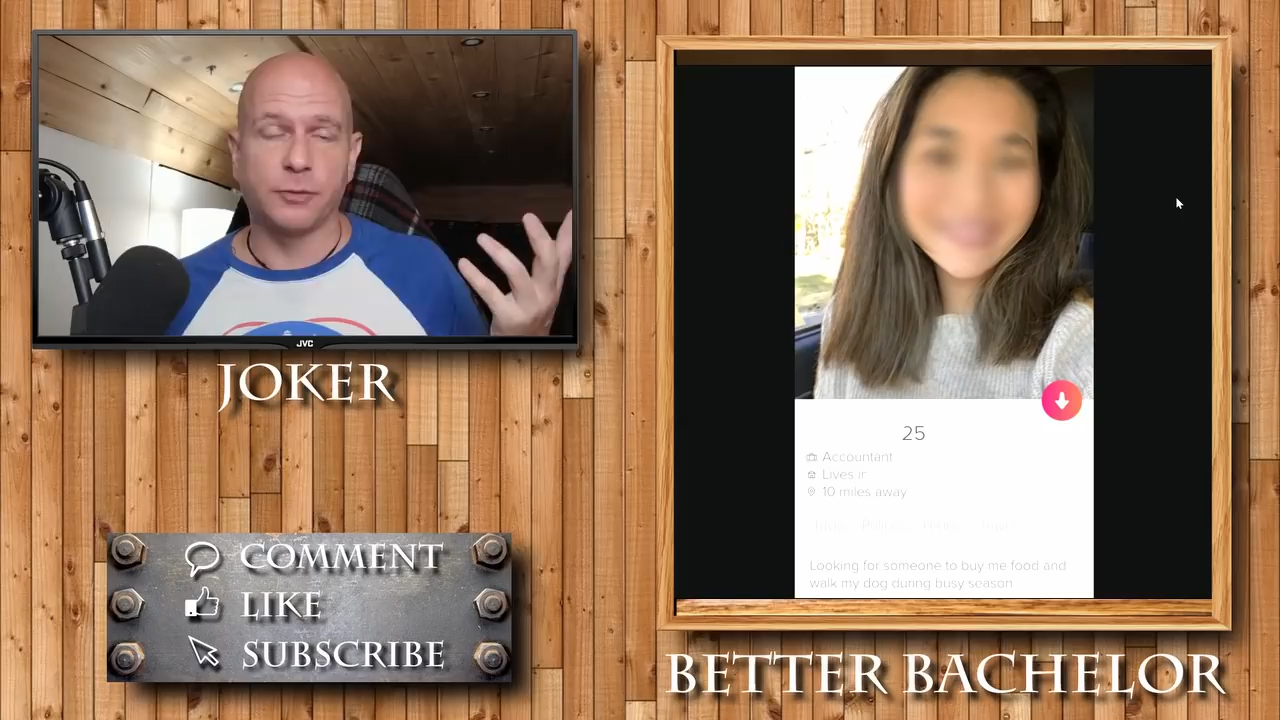 JVC
JOKER
COMMENT
LIKE
SUBSCRIBE
25
Accountant
Lives in
10 miles away
Looking for someone to buy me food and
walk my dog during busy season
BETTER BACHELOR